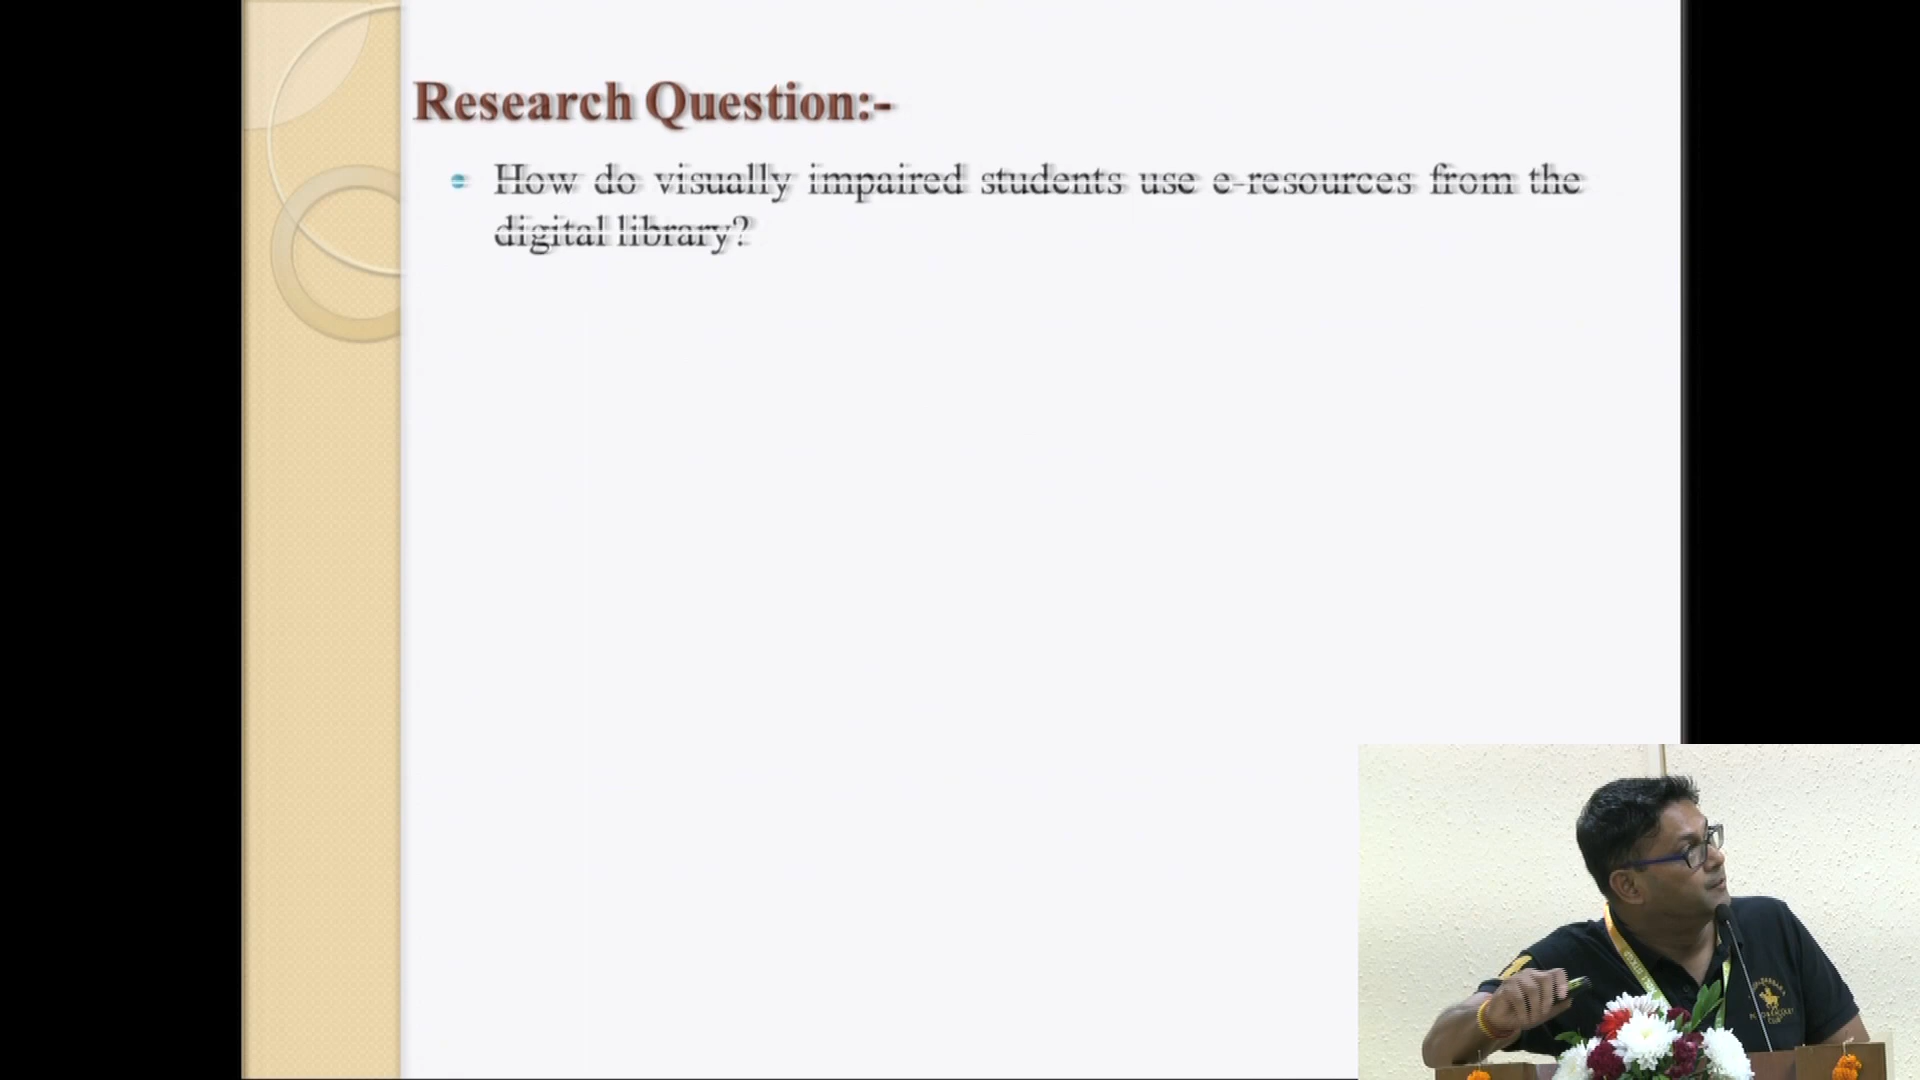 Research Question:-
• How do visually impaired students use e-resources from the
digital library?